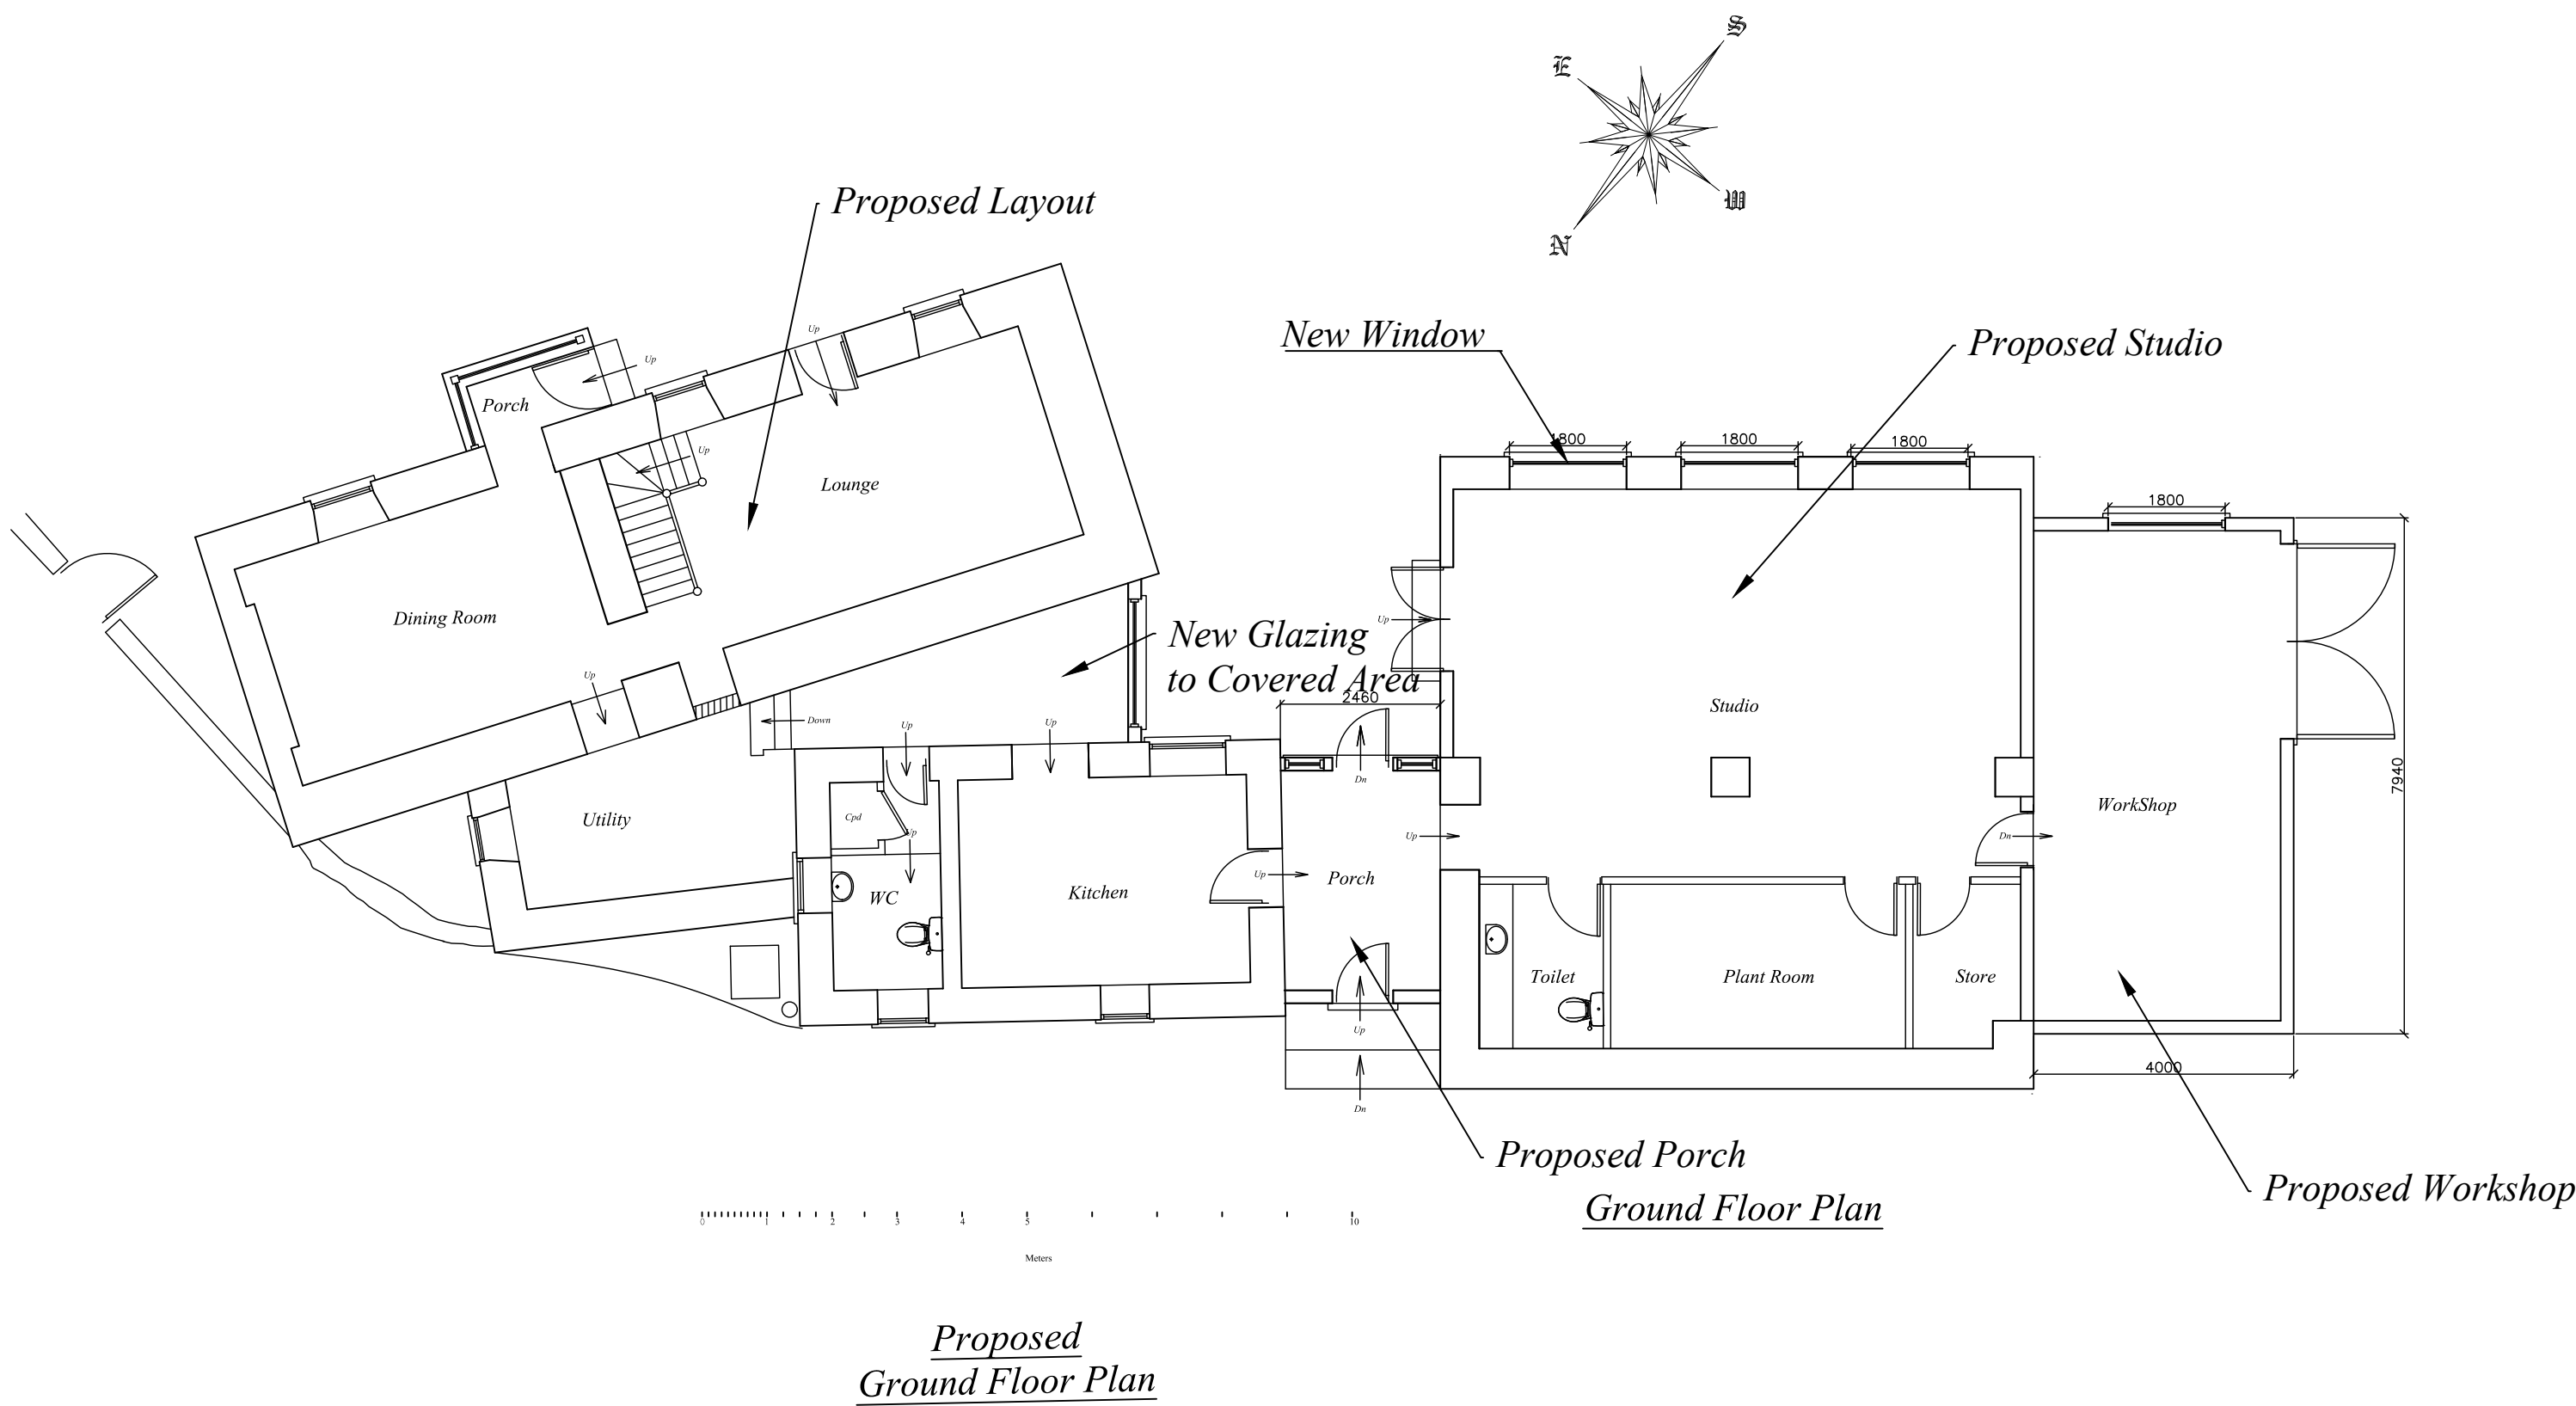 S
E
W
N
Proposed Layout
New Window
Proposed Studio
Up
Up
Porch
Up
1800
1800
1800
Lounge
1800
Dining Room
Up
New Glazing
to Covered Area
2460
Up
Down
Up
Up
Studio
Dn
7940
WorkShop
Utility
Cpd
Up
Up
Dn
WC
Kitchen
Up
Porch
Toilet
Plant Room
Store
Up
Dn
4000
Proposed Porch
Proposed Workshop
Ground Floor Plan
0 1 2 3 4 5 10
Meters
Proposed
Ground Floor Plan